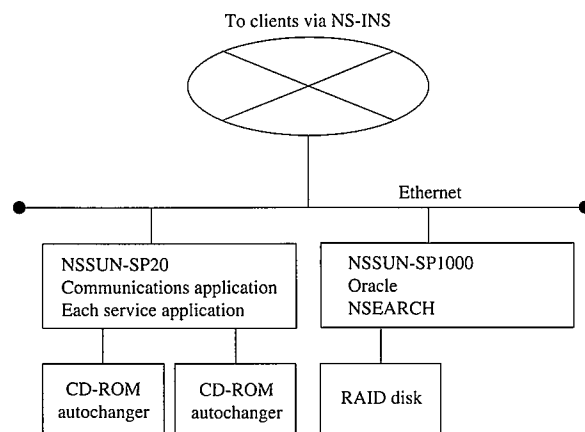 To clients via NS-INS
Ethernet
NSSUN-SP20
Communications application
Each service application
NSSUN-SP1000
Oracle
NSEARCH
CD-ROM
autochanger
CD-ROM
autochanger
RAID disk